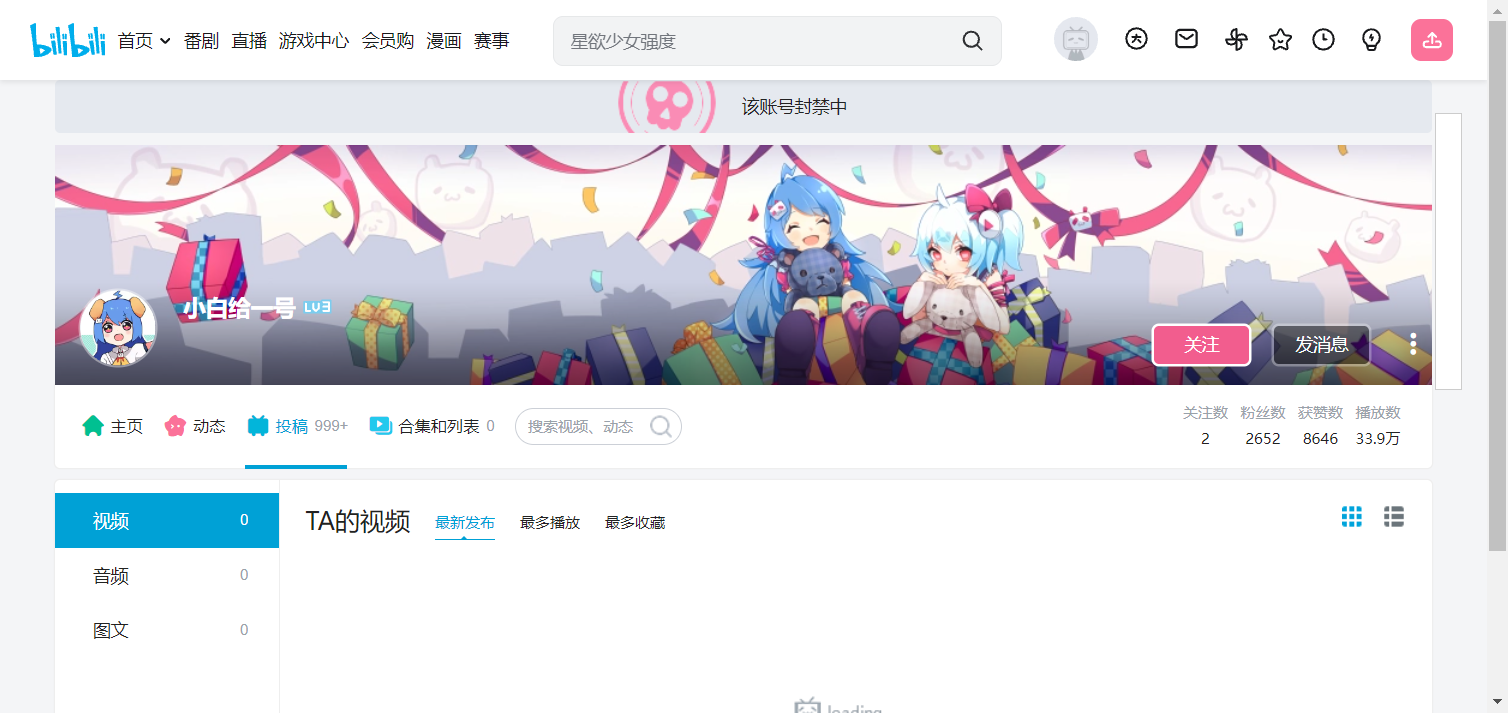 bilibili 首页 番剧 直播 游戏中心 会员购 漫画 赛事 星欲少女强度
该账号封禁中
小白给一号 LV3
关注 发消息
主页 动态 投稿 999+ 合集和列表 0 搜索视频、动态
关注数 粉丝数 获赞数 播放数
2 2652 8646 33.9万
视频 0
音频 0
图文 0
TA的视频 最新发布 最多播放 最多收藏
loading